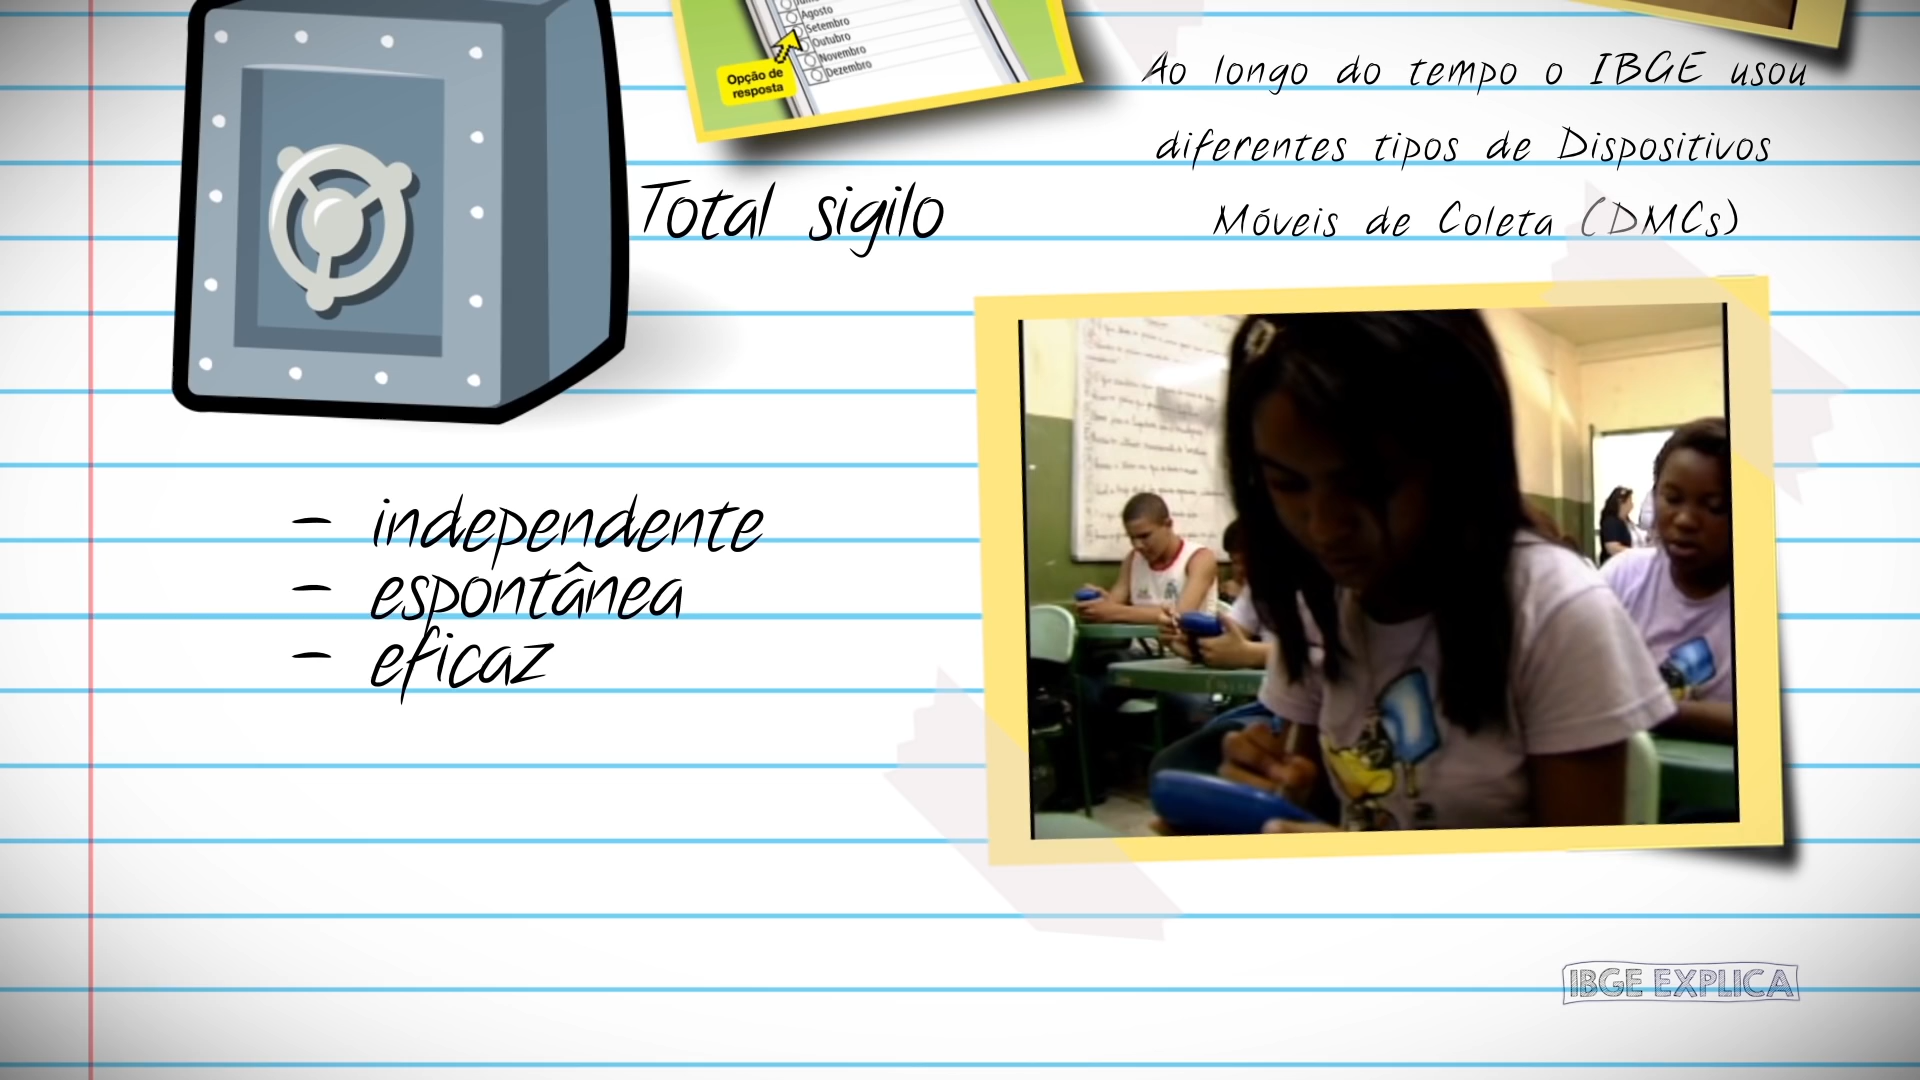 Agosto
Setembro
Outubro
Novembro
Dezembro
Opção de
resposta
Ao longo do tempo o IBGE usou
diferentes tipos de Dispositivos
Móveis de Coleta (DMCs)
Total sigilo
- independente
- espontânea
- eficaz
IBGE EXPLICA